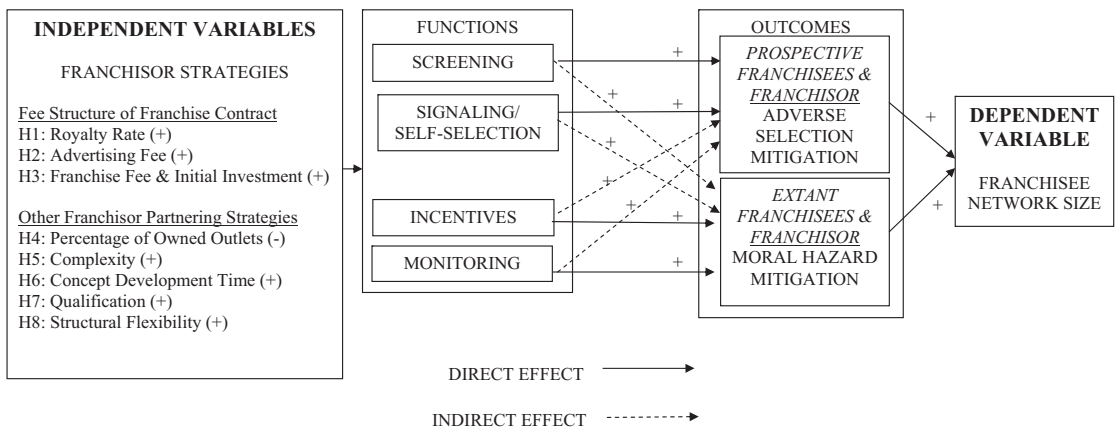 INDEPENDENT VARIABLES
FRANCHISOR STRATEGIES
Fee Structure of Franchise Contract
H1: Royalty Rate (+)
H2: Advertising Fee (+)
H3: Franchise Fee & Initial Investment (+)
Other Franchisor Partnering Strategies
H4: Percentage of Owned Outlets (-)
H5: Complexity (+)
H6: Concept Development Time (+)
H7: Qualification (+)
H8: Structural Flexibility (+)
FUNCTIONS
SCREENING
SIGNALING/
SELF-SELECTION
INCENTIVES
MONITORING
+
+
+
+
+
+
+
+
OUTCOMES
PROSPECTIVE
FRANCHISEES &
FRANCHISOR
ADVERSE
SELECTION
MITIGATION
EXTANT
FRANCHISEES &
FRANCHISOR
MORAL HAZARD
MITIGATION
+
+
DEPENDENT
VARIABLE
FRANCHISEE
NETWORK SIZE
DIRECT EFFECT
INDIRECT EFFECT